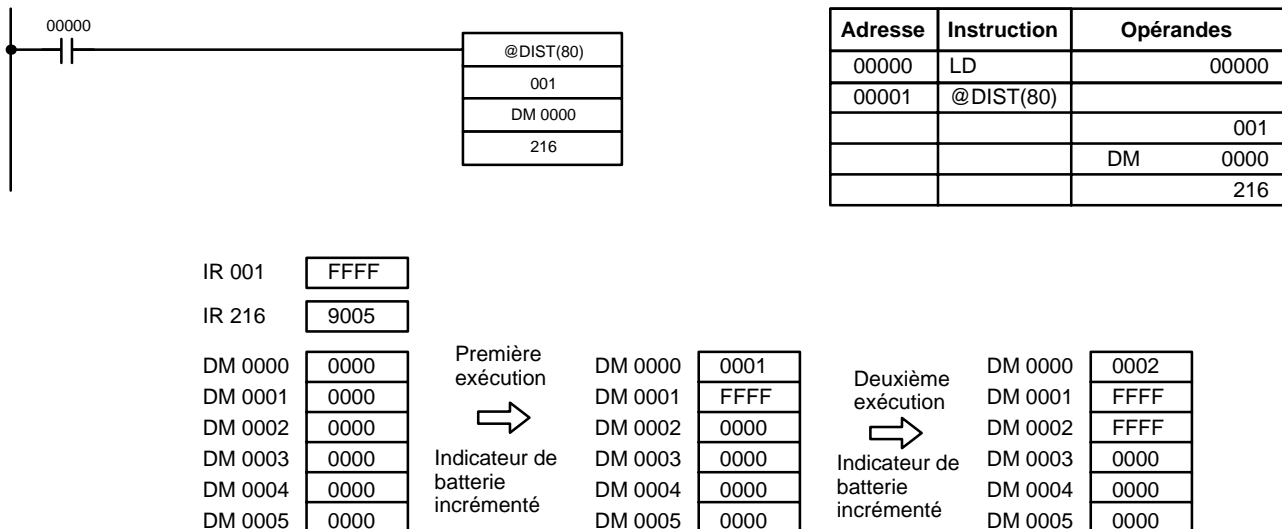 00000
@DIST(80)
001
DM 0000
216
Adresse Instruction Opérandes
00000 LD 00000
00001 @DIST(80)
001
DM 0000
216
IR 001 FFFF
IR 216 9005
DM 0000 0000
DM 0001 0000
DM 0002 0000
DM 0003 0000
DM 0004 0000
DM 0005 0000
Première
exécution
Indicateur de
batterie
incrémenté
DM 0000 0001
DM 0001 FFFF
DM 0002 0000
DM 0003 0000
DM 0004 0000
DM 0005 0000
Deuxième
exécution
Indicateur de
batterie
incrémenté
DM 0000 0002
DM 0001 FFFF
DM 0002 FFFF
DM 0003 0000
DM 0004 0000
DM 0005 0000